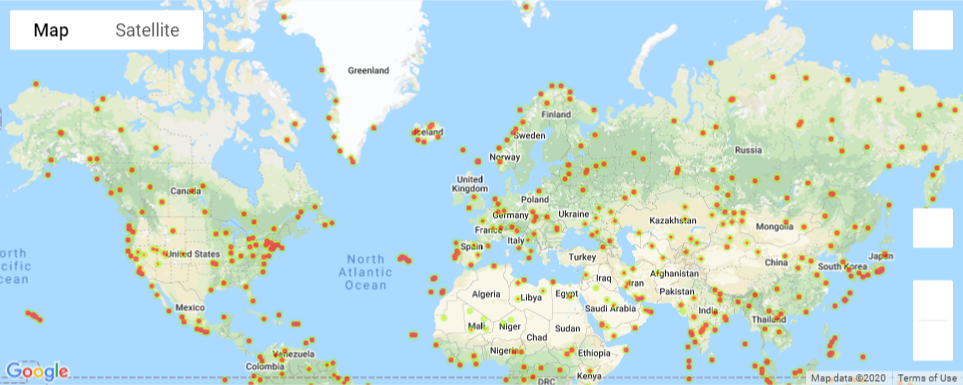 Map
Satellite
Greenland
Iceland
Finland
Sweden
Norway
Russia
Canada
United
Kingdom
Poland
Germany
Ukraine
Kazakhstan
France
Mongolia
Italy
Spain
Turkey
United States
North
Atlantic
Ocean
orth
cific
cean
Afghanistan
China
South Korea
Japan
Iraq
Iran
Pakistan
Algeria
Libya
Egypt
Saudi Arabia
India
Mexico
Thailand
Mali
Niger
Sudan
Chad
Nigeria
Ethiopia
Venezuela
Colombia
Kenya
DRC
Google
Map data ©2020
Terms of Use